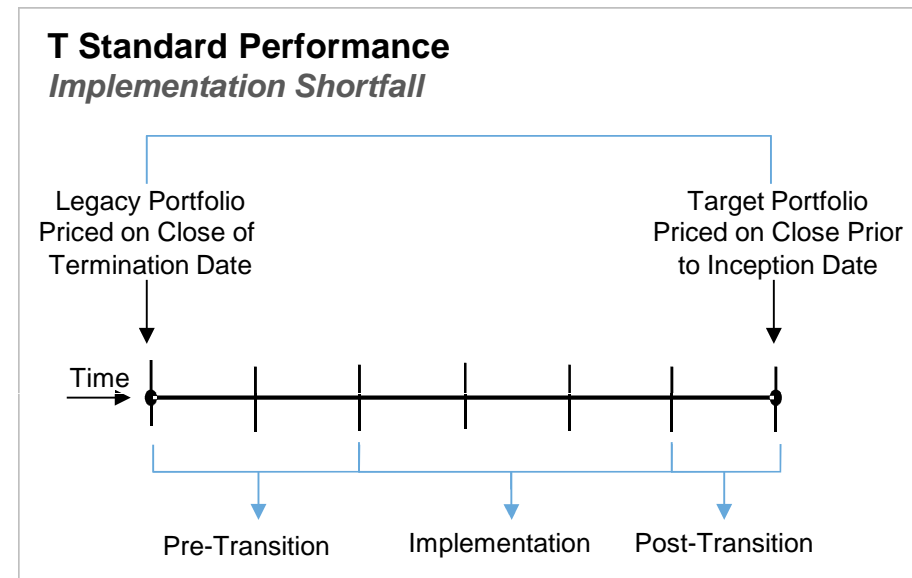 T Standard Performance
Implementation Shortfall
Legacy Portfolio
Priced on Close of
Termination Date
Target Portfolio
Priced on Close Prior
to Inception Date
Time
Pre-Transition
Implementation
Post-Transition